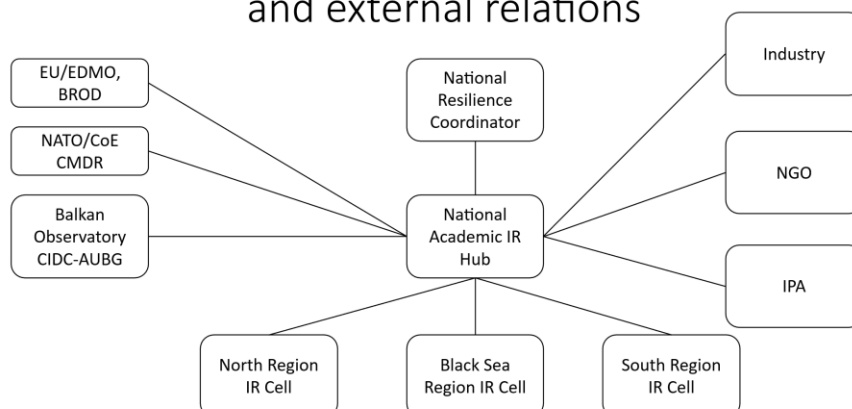 and external relations
EU/EDMO,
BROD
National
Resilience
Coordinator
Industry
NATO/CoE
CMDR
NGO
Balkan
Observatory
CIDC-AUBG
National
Academic IR
Hub
IPA
North Region
IR Cell
Black Sea
Region IR Cell
South Region
IR Cell